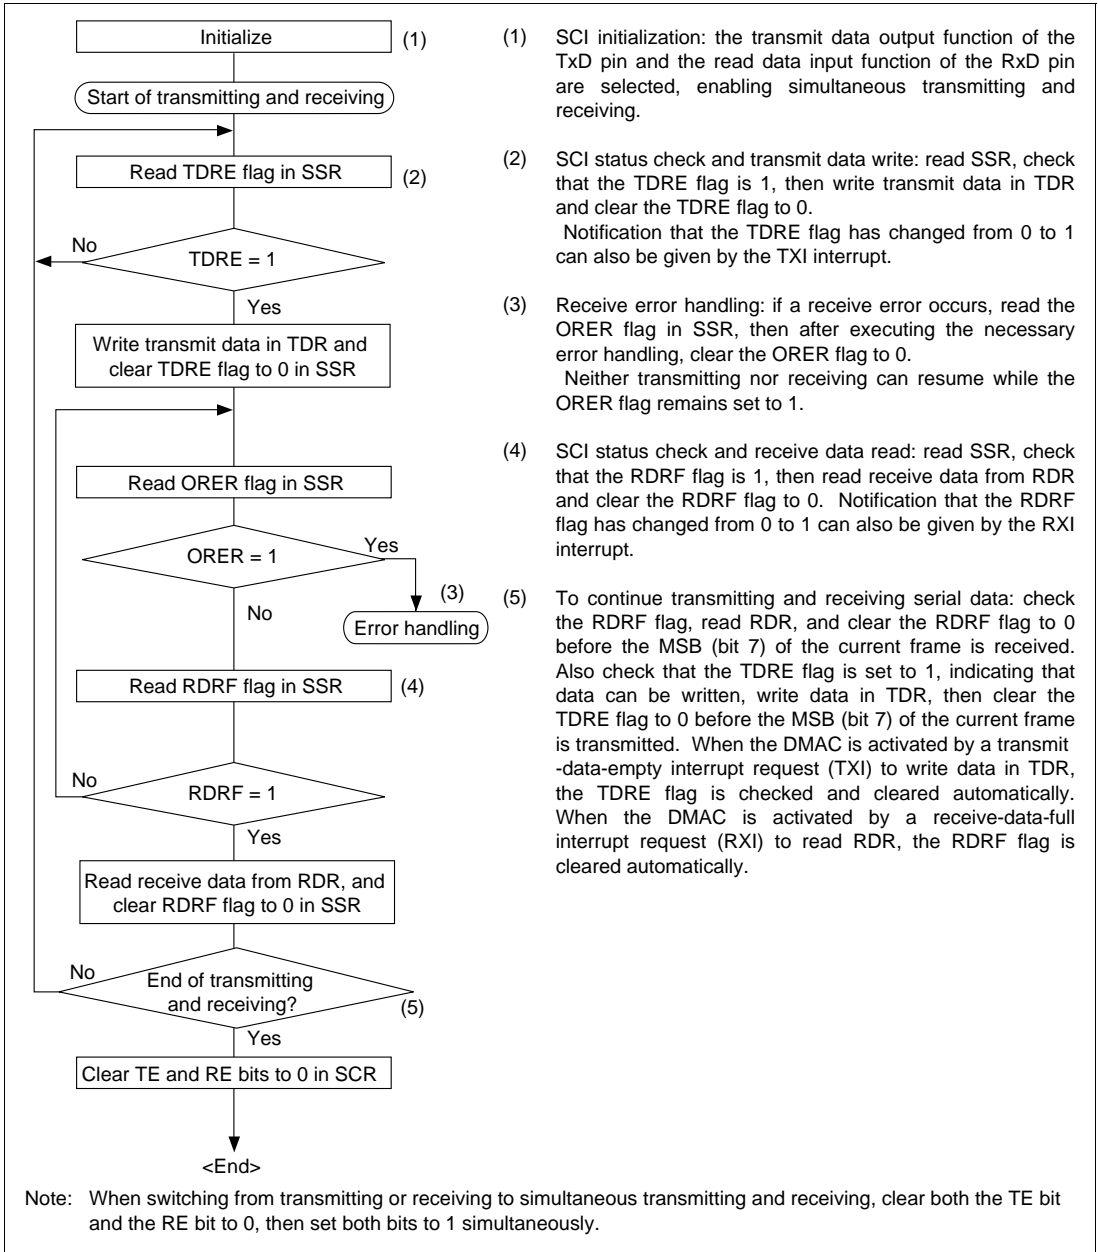 Initialize
(1)
Start of transmitting and receiving
Read TDRE flag in SSR
(2)
No
TDRE = 1
Yes
Write transmit data in TDR and
clear TDRE flag to 0 in SSR
Read ORER flag in SSR
Yes
ORER = 1
(3)
No
Error handling
Read RDRF flag in SSR
(4)
No
RDRF = 1
Yes
Read receive data from RDR, and
clear RDRF flag to 0 in SSR
No
End of transmitting
and receiving?
(5)
Yes
Clear TE and RE bits to 0 in SCR
<End>
(1) SCI initialization: the transmit data output function of the
TxD pin and the read data input function of the RxD pin
are selected, enabling simultaneous transmitting and
receiving.
(2) SCI status check and transmit data write: read SSR, check
that the TDRE flag is 1, then write transmit data in TDR
and clear the TDRE flag to 0.
Notification that the TDRE flag has changed from 0 to 1
can also be given by the TXI interrupt.
(3) Receive error handling: if a receive error occurs, read the
ORER flag in SSR, then after executing the necessary
error handling, clear the ORER flag to 0.
Neither transmitting nor receiving can resume while the
ORER flag remains set to 1.
(4) SCI status check and receive data read: read SSR, check
that the RDRF flag is 1, then read receive data from RDR
and clear the RDRF flag to 0. Notification that the RDRF
flag has changed from 0 to 1 can also be given by the RXI
interrupt.
(5) To continue transmitting and receiving serial data: check
the RDRF flag, read RDR, and clear the RDRF flag to 0
before the MSB (bit 7) of the current frame is received.
Also check that the TDRE flag is set to 1, indicating that
data can be written, write data in TDR, then clear the
TDRE flag to 0 before the MSB (bit 7) of the current frame
is transmitted. When the DMAC is activated by a transmit
-data-empty interrupt request (TXI) to write data in TDR,
the TDRE flag is checked and cleared automatically.
When the DMAC is activated by a receive-data-full
interrupt request (RXI) to read RDR, the RDRF flag is
cleared automatically.
Note: When switching from transmitting or receiving to simultaneous transmitting and receiving, clear both the TE bit
and the RE bit to 0, then set both bits to 1 simultaneously.